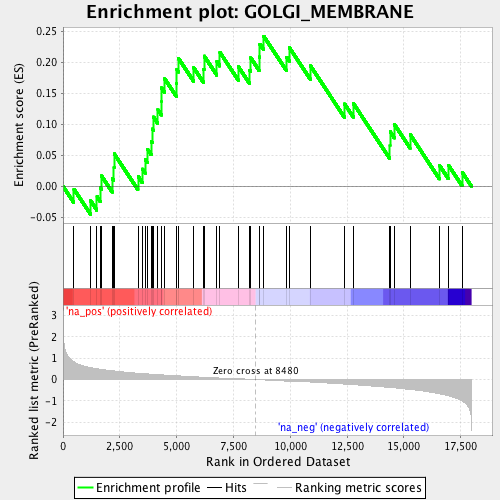 Enrichment plot: GOLGI_MEMBRANE
Enrichment score (ES)
0.25
0.20
0.15
0.10
0.05
0.00
-0.05
'na_pos' (positively correlated)
Ranked list metric (PreRanked)
3
2
1
0
-1
-2
Zero cross at 8480
'na_neg' (negatively correlated)
0
2,500
5,000
7,500
10,000
12,500
15,000
17,500
Rank in Ordered Dataset
Enrichment profile
Hits
Ranking metric scores